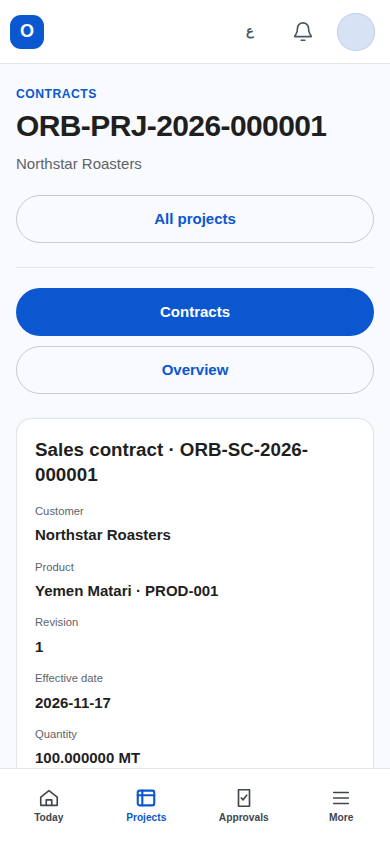 O
ع
CONTRACTS
ORB-PRJ-2026-000001
Northstar Roasters
All projects
Contracts
Overview
Sales contract · ORB-SC-2026-
000001
Customer
Northstar Roasters
Product
Yemen Matari · PROD-001
Revision
1
Effective date
2026-11-17
Quantity
100.000000 MT
Today
Projects
Approvals
More